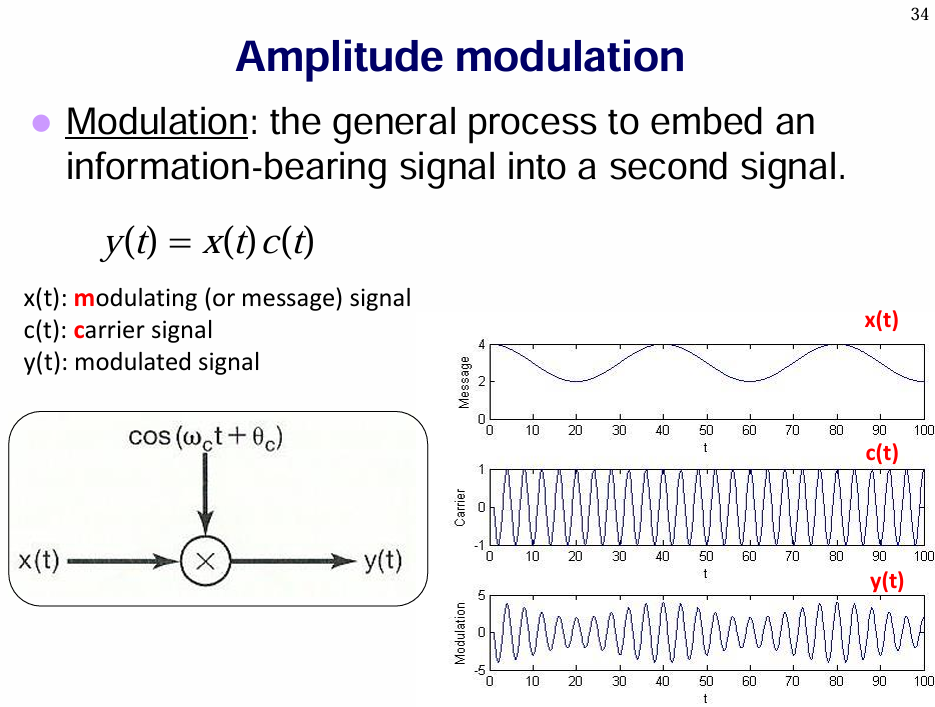 34
Amplitude modulation
Modulation: the general process to embed an
information-bearing signal into a second signal.
y(t) = x(t) c(t)
x(t): modulating (or message) signal
c(t): carrier signal
y(t): modulated signal
cos (ωct + θc)
x(t)
×
y(t)
x(t)
Message
4
2
0
0 10 20 30 40 50 60 70 80 90 100
t
c(t)
Carrier
1
0
-1
0 10 20 30 40 50 60 70 80 90 100
t
y(t)
Modulation
5
0
-5
0 10 20 30 40 50 60 70 80 90 100
t